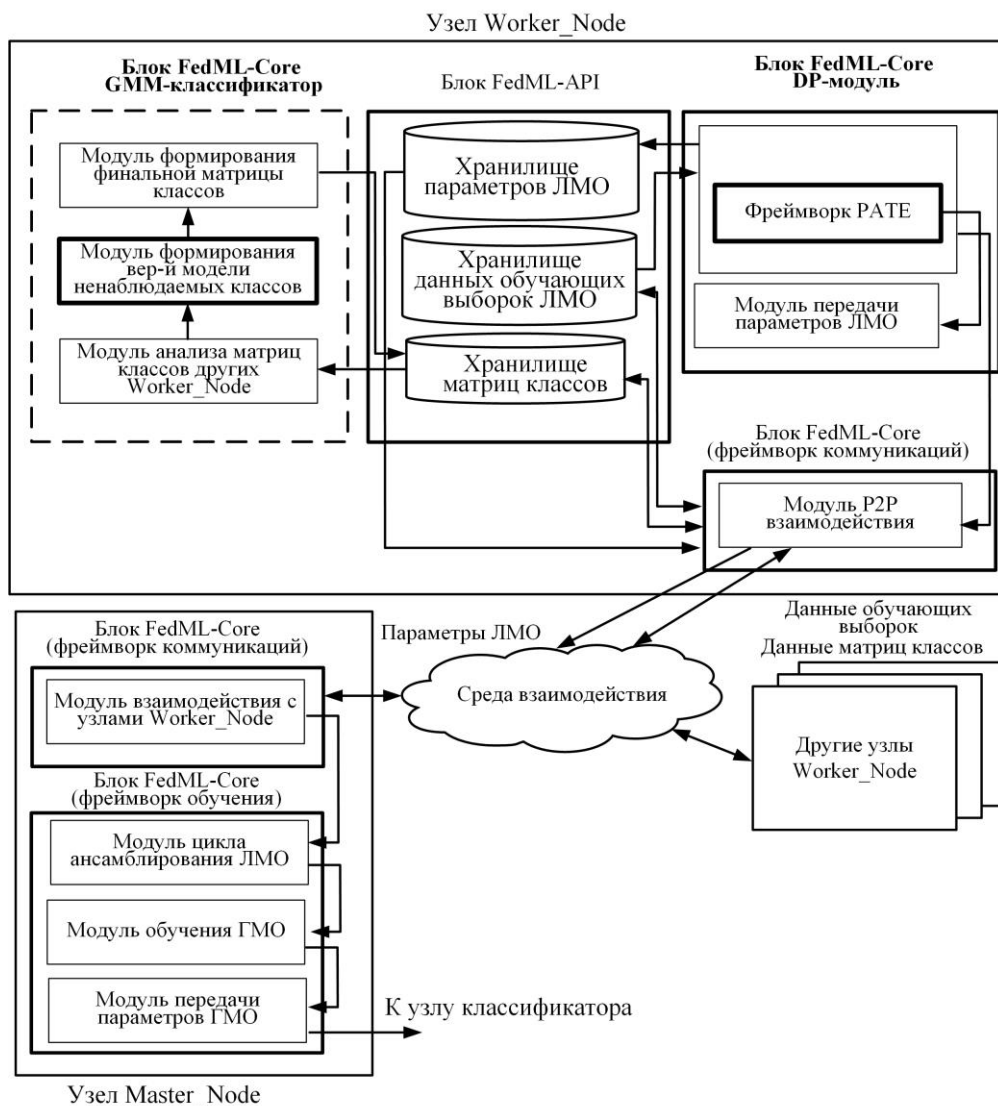 Узел Worker_Node
Блок FedML-Core
GMM-классификатор
Модуль формирования
финальной матрицы
классов
Модуль формирования
вер-й модели
ненаблюдаемых классов
Модуль анализа матриц
классов других
Worker_Node
Блок FedML-API
Хранилище
параметров ЛМО
Хранилище
данных обучающих
выборок ЛМО
Хранилище
матриц классов
Блок FedML-Core
DP-модуль
Фреймворк PATE
Модуль передачи
параметров ЛМО
Блок FedML-Core
(фреймворк коммуникаций)
Модуль P2P
взаимодействия
Блок FedML-Core
(фреймворк коммуникаций)
Модуль взаимодействия с
узлами Worker_Node
Блок FedML-Core
(фреймворк обучения)
Модуль цикла
ансамблирования ЛМО
Модуль обучения ГМО
Модуль передачи
параметров ГМО
Узел Master_Node
Параметры ЛМО
Среда взаимодействия
К узлу классификатора
Данные обучающих
выборок
Данные матриц классов
Другие узлы
Worker_Node